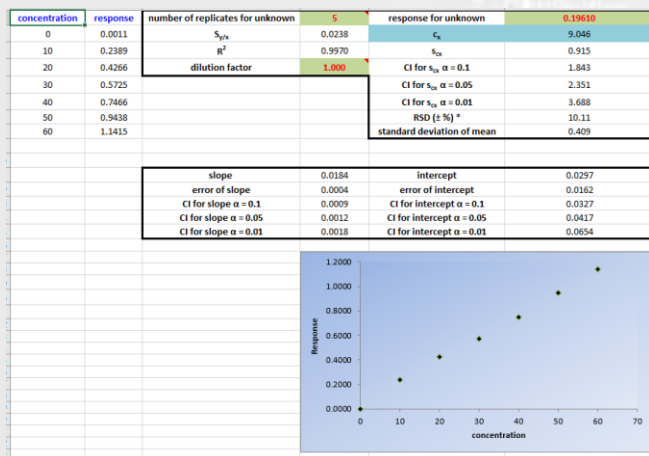 concentration response number of replicates for unknown 5 response for unknown 0.19610
0 0.0011 Sy/x 0.0238 cx 9.046
10 0.2389 R² 0.9970 scx 0.915
20 0.4266 dilution factor 1.000 CI for scx α = 0.1 1.843
30 0.5725 CI for scx α = 0.05 2.351
40 0.7466 CI for scx α = 0.01 3.688
50 0.9438 RSD (± %) * 10.11
60 1.1415 standard deviation of mean 0.409
slope 0.0184 intercept 0.0297
error of slope 0.0004 error of intercept 0.0162
CI for slope α = 0.1 0.0009 CI for intercept α = 0.1 0.0327
CI for slope α = 0.05 0.0012 CI for intercept α = 0.05 0.0417
CI for slope α = 0.01 0.0018 CI for intercept α = 0.01 0.0654
1.2000
1.0000
0.8000
0.6000
0.4000
0.2000
0.0000
Response
0 10 20 30 40 50 60 70
concentration